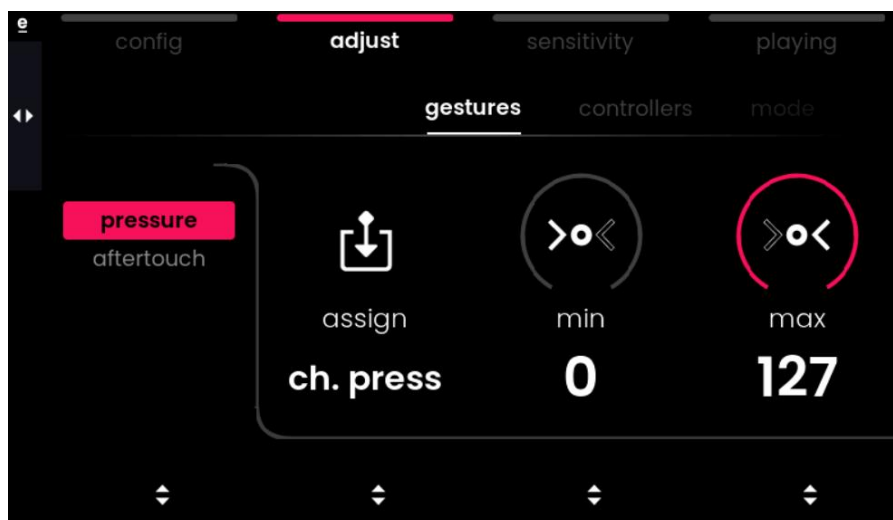 e
config adjust sensitivity playing
gestures controllers mode
pressure
aftertouch
assign min max
ch. press 0 127